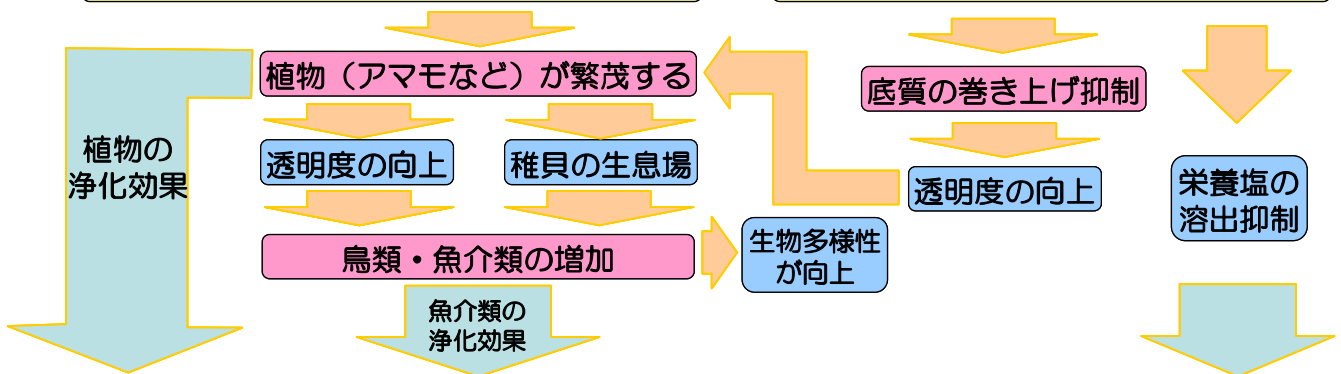 植物（アマモなど）が繁茂する
底質の巻き上げ抑制
植物の
浄化効果
透明度の向上
稚貝の生息場
透明度の向上
栄養塩の
溶出抑制
鳥類・魚介類の増加
生物多様性
が向上
魚介類の
浄化効果